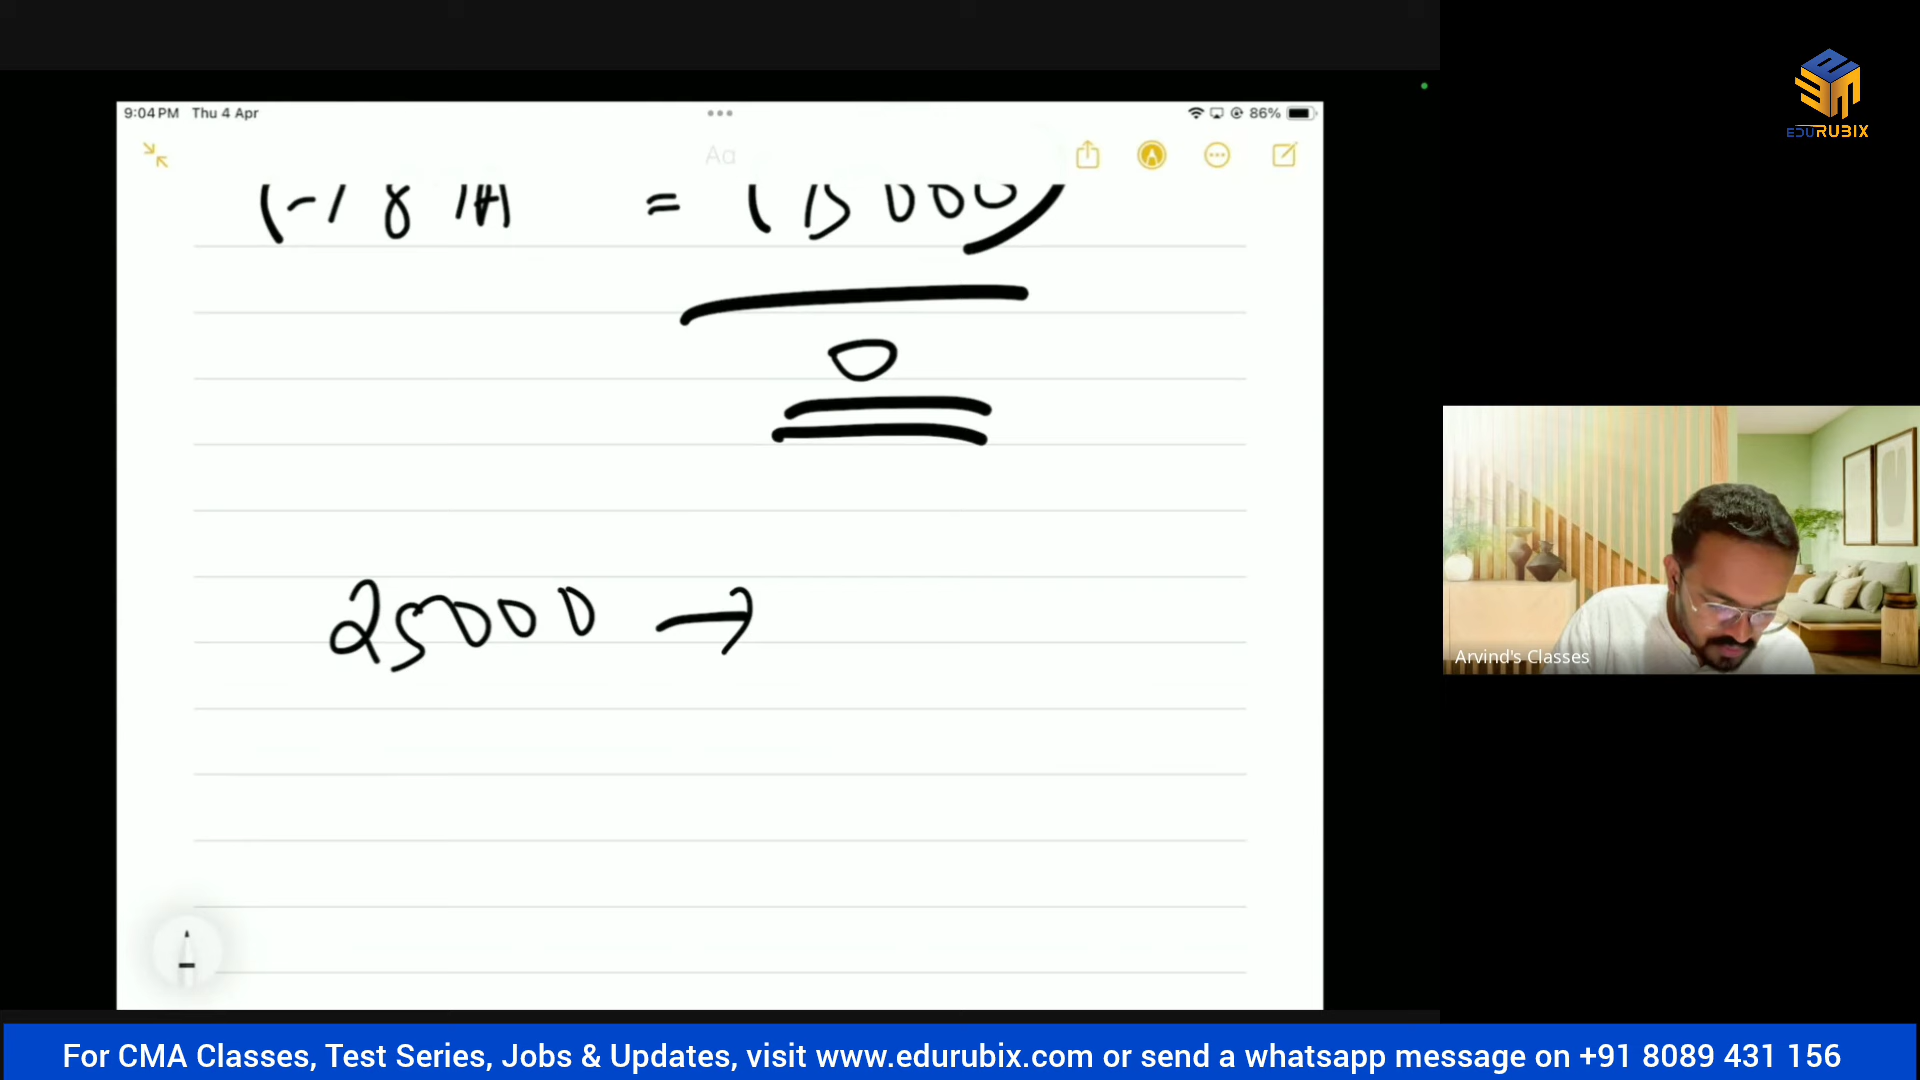 9:04 PM Thu 4 Apr 86%
Aa
EDURUBIX
= (15000)
0
25000 →
Arvind's Classes
For CMA Classes, Test Series, Jobs & Updates, visit www.edurubix.com or send a whatsapp message on +91 8089 431 156